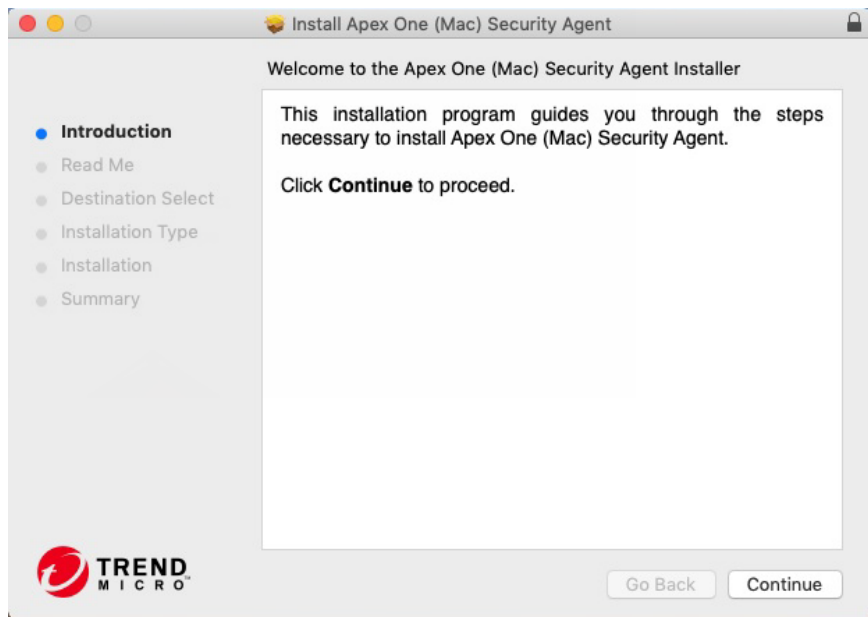 Install Apex One (Mac) Security Agent
Welcome to the Apex One (Mac) Security Agent Installer
Introduction
Read Me
Destination Select
Installation Type
Installation
Summary
This installation program guides you through the steps
necessary to install Apex One (Mac) Security Agent.
Click Continue to proceed.
TREND
MICRO™
Go Back
Continue